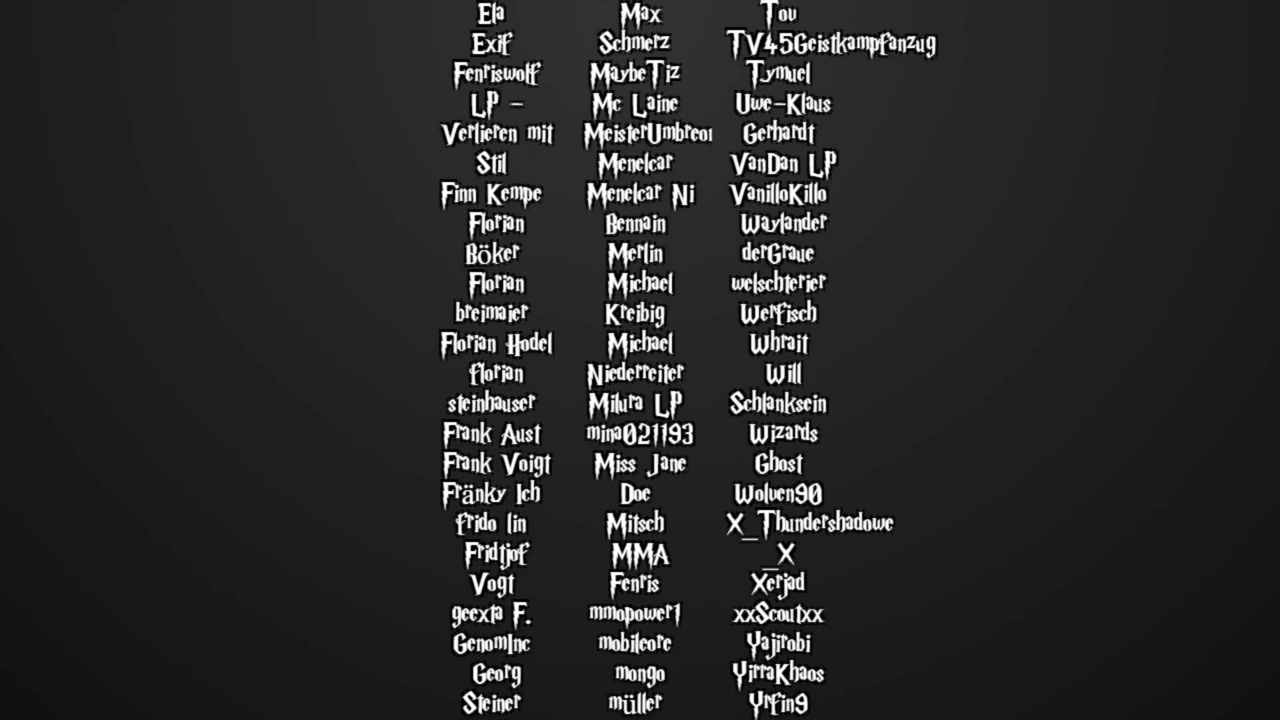 Ela
Exif
Fenriswolf
LP -
Verlieren mit
Stil
Finn Kempe
Florian
Böker
Florian
breimaier
Florian Hodel
florian
steinhauser
Frank Aust
Frank Voigt
Fränky Ich
frido lin
Fridtjof
Vogt
geexta F.
GenomInc
Georg
Steiner
Max
Schmerz
MaybeTiz
Mc Laine
Menelcar
Menelcar Ni
Bennain
Merlin
Michael
Kreibig
Michael
Niederreiter
Milura LP
mina021193
Miss Jane
Doe
Mitsch
MMA
Fenris
mmopower1
mobilcore
mongo
müller
Tov
TV45Geistkampfanzug
Tymuel
Uwe-Klaus
Gerhardt
VanDan LP
VanilloKillo
Waylander
derGraue
welschterier
Werfisch
Whrait
Will
Schlanksein
Wizards
Ghost
Wolven90
X_Thundershadowe
_X
Xerjad
xxScoutxx
Yajirobi
YirraKhaos
Yrfin9